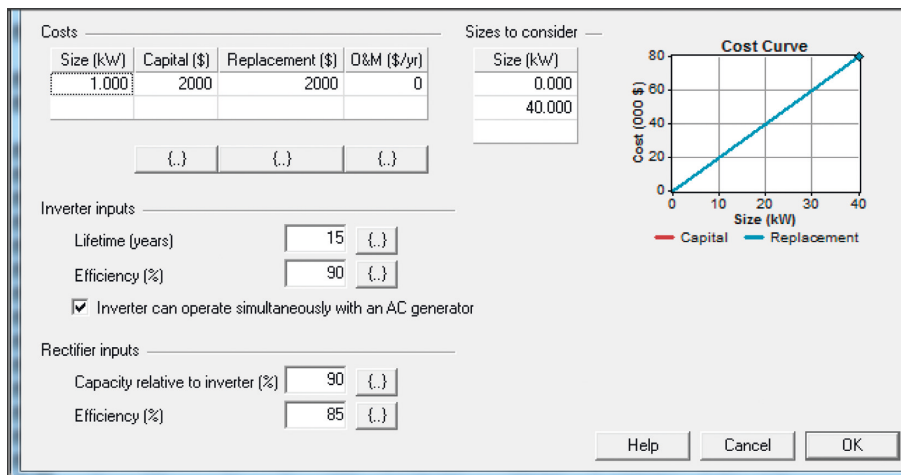 Costs
Size (kW) Capital ($) Replacement ($) O&M ($/yr)
1.000 2000 2000 0
{..} {..} {..}
Sizes to consider
Size (kW)
0.000
40.000
Cost Curve
Cost (000 $)
80
60
40
20
0
0 10 20 30 40
Size (kW)
Capital Replacement
Inverter inputs
Lifetime (years) 15 {..}
Efficiency (%) 90 {..}
Inverter can operate simultaneously with an AC generator
Rectifier inputs
Capacity relative to inverter (%) 90 {..}
Efficiency (%) 85 {..}
Help Cancel OK